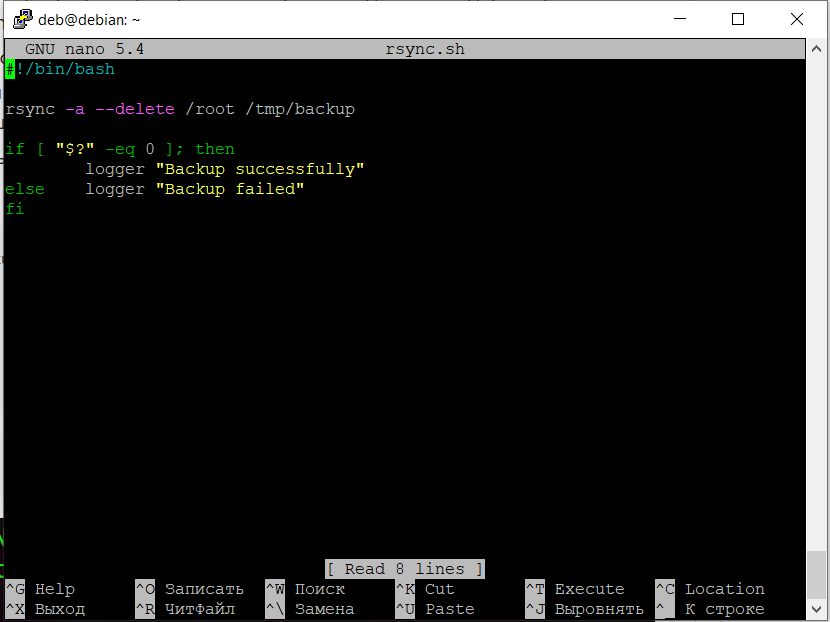 deb@debian: ~
GNU nano 5.4 rsync.sh
#!/bin/bash
rsync -a --delete /root /tmp/backup
if [ "$?" -eq 0 ]; then
logger "Backup successfully"
else logger "Backup failed"
fi
[ Read 8 lines ]
^G Help ^O Записать ^W Поиск ^K Cut ^T Execute ^C Location
^X Выход ^R ЧитФайл ^\ Замена ^U Paste ^J Выровнять ^_ К строке